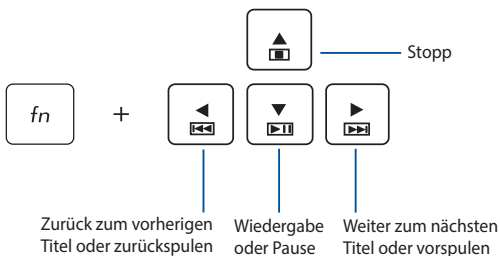 Stopp
fn +
Zurück zum vorherigen
Titel oder zurückspulen
Wiedergabe
oder Pause
Weiter zum nächsten
Titel oder vorspulen